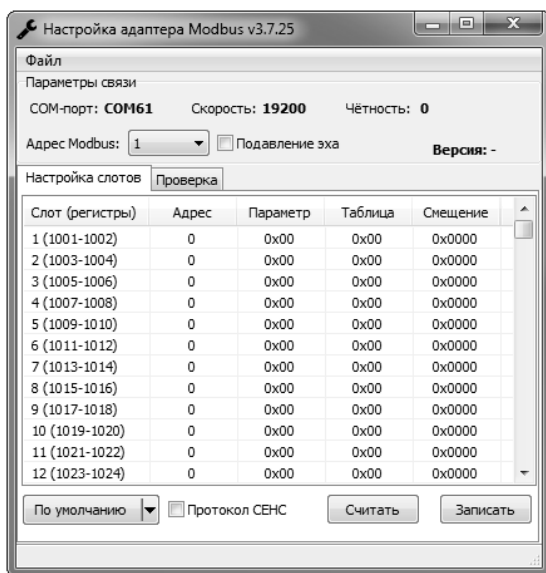 Настройка адаптера Modbus v3.7.25
Файл
Параметры связи
COM-порт: COM61 Скорость: 19200 Чётность: 0
Адрес Modbus: 1 Подавление эха Версия: -
Настройка слотов Проверка
Слот (регистры) Адрес Параметр Таблица Смещение
1 (1001-1002) 0 0x00 0x00 0x0000
2 (1003-1004) 0 0x00 0x00 0x0000
3 (1005-1006) 0 0x00 0x00 0x0000
4 (1007-1008) 0 0x00 0x00 0x0000
5 (1009-1010) 0 0x00 0x00 0x0000
6 (1011-1012) 0 0x00 0x00 0x0000
7 (1013-1014) 0 0x00 0x00 0x0000
8 (1015-1016) 0 0x00 0x00 0x0000
9 (1017-1018) 0 0x00 0x00 0x0000
10 (1019-1020) 0 0x00 0x00 0x0000
11 (1021-1022) 0 0x00 0x00 0x0000
12 (1023-1024) 0 0x00 0x00 0x0000
По умолчанию Протокол СЕНС Считать Записать